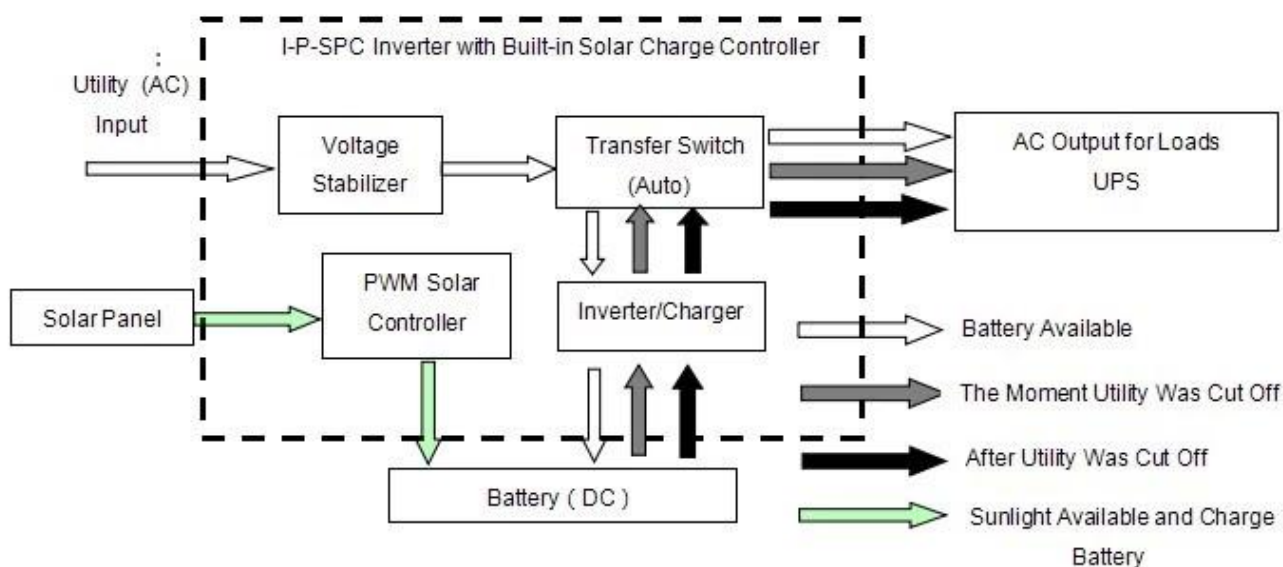 I-P-SPC Inverter with Built-in Solar Charge Controller
:
Utility (AC)
Input
Voltage
Stabilizer
Transfer Switch
(Auto)
AC Output for Loads
UPS
Solar Panel
PWM Solar
Controller
Inverter/Charger
Battery ( DC )
Battery Available
The Moment Utility Was Cut Off
After Utility Was Cut Off
Sunlight Available and Charge
Battery